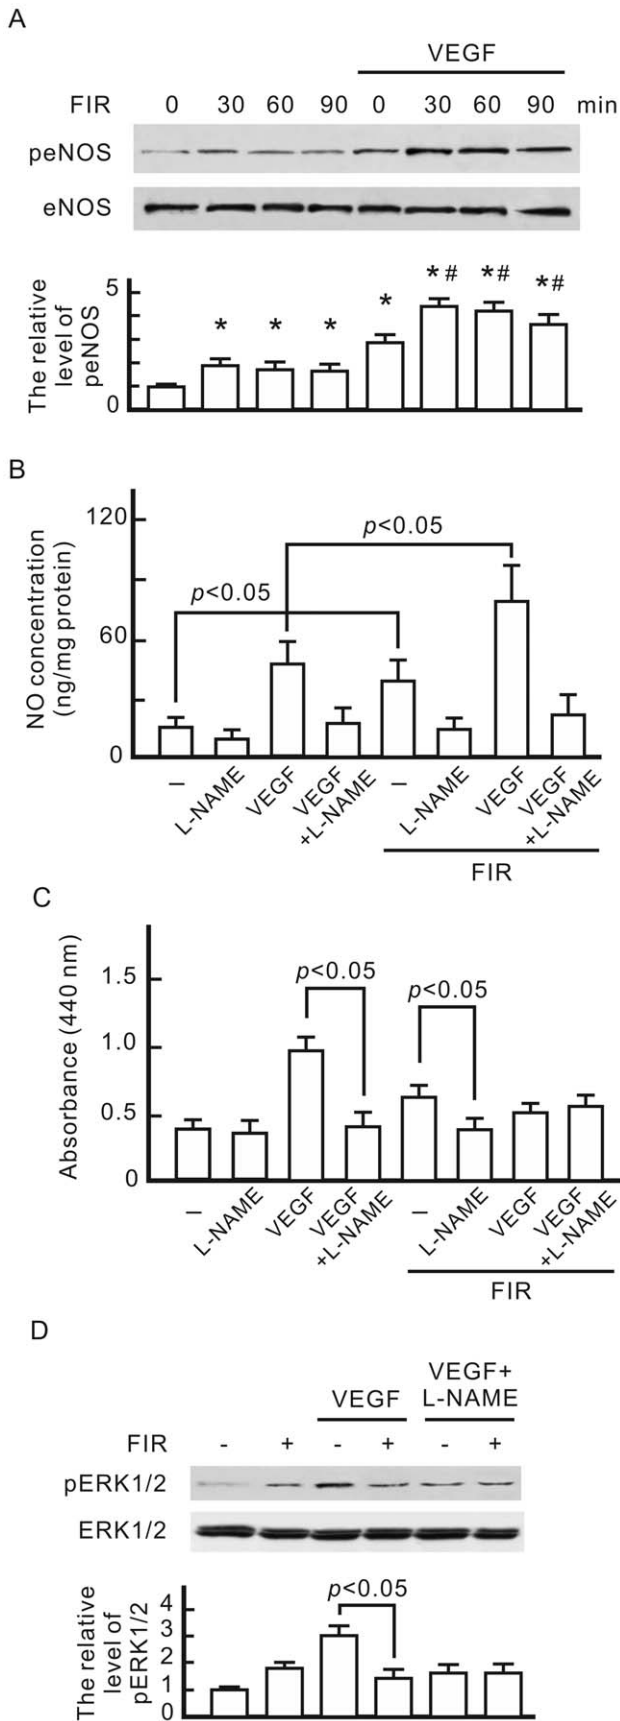 A
VEGF
FIR 0 30 60 90 0 30 60 90 min
peNOS
eNOS
The relative
level of
peNOS
5
0
* * * * *# *# *#
B
NO concentration
(ng/mg protein)
120
60
0
p<0.05
p<0.05
–
L-NAME
VEGF
VEGF
+L-NAME
–
L-NAME
VEGF
VEGF
+L-NAME
FIR
C
Absorbance (440 nm)
1.5
1.0
0.5
0
p<0.05
p<0.05
–
L-NAME
VEGF
VEGF
+L-NAME
–
L-NAME
VEGF
VEGF
+L-NAME
FIR
D
VEGF
VEGF+
L-NAME
FIR - + - + - +
pERK1/2
ERK1/2
The relative
level of
pERK1/2
4
3
2
1
0
p<0.05